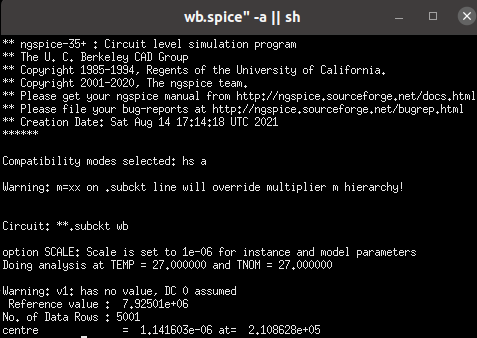 wb.spice" -a || sh
** ngspice-35+ : Circuit level simulation program
** The U. C. Berkeley CAD Group
** Copyright 1985-1994, Regents of the University of California.
** Copyright 2001-2020, The ngspice team.
** Please get your ngspice manual from http://ngspice.sourceforge.net/docs.html
** Please file your bug-reports at http://ngspice.sourceforge.net/bugrep.html
** Creation Date: Sat Aug 14 17:14:18 UTC 2021
******
Compatibility modes selected: hs a
Warning: m=xx on .subckt line will override multiplier m hierarchy!
Circuit: **.subckt wb
option SCALE: Scale is set to 1e-06 for instance and model parameters
Doing analysis at TEMP = 27.000000 and TNOM = 27.000000
Warning: v1: has no value, DC 0 assumed
Reference value : 7.92501e+06
No. of Data Rows : 5001
centre = 1.141603e-06 at= 2.108628e+05